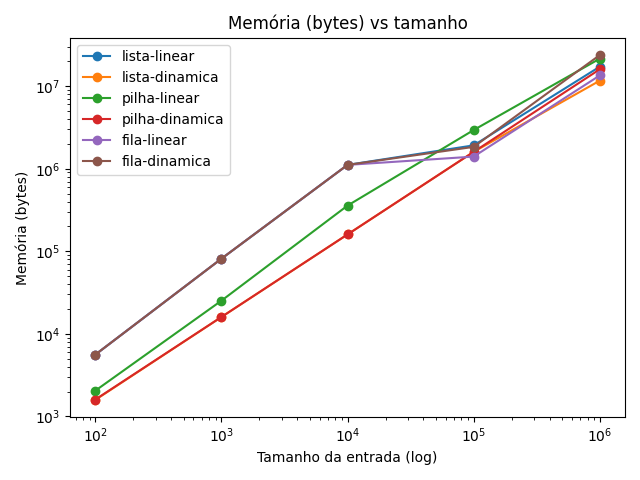 Memória (bytes) vs tamanho
lista-linear
lista-dinamica
pilha-linear
pilha-dinamica
fila-linear
fila-dinamica
Memória (bytes)
10⁷
10⁶
10⁵
10⁴
10³
10² 10³ 10⁴ 10⁵ 10⁶
Tamanho da entrada (log)